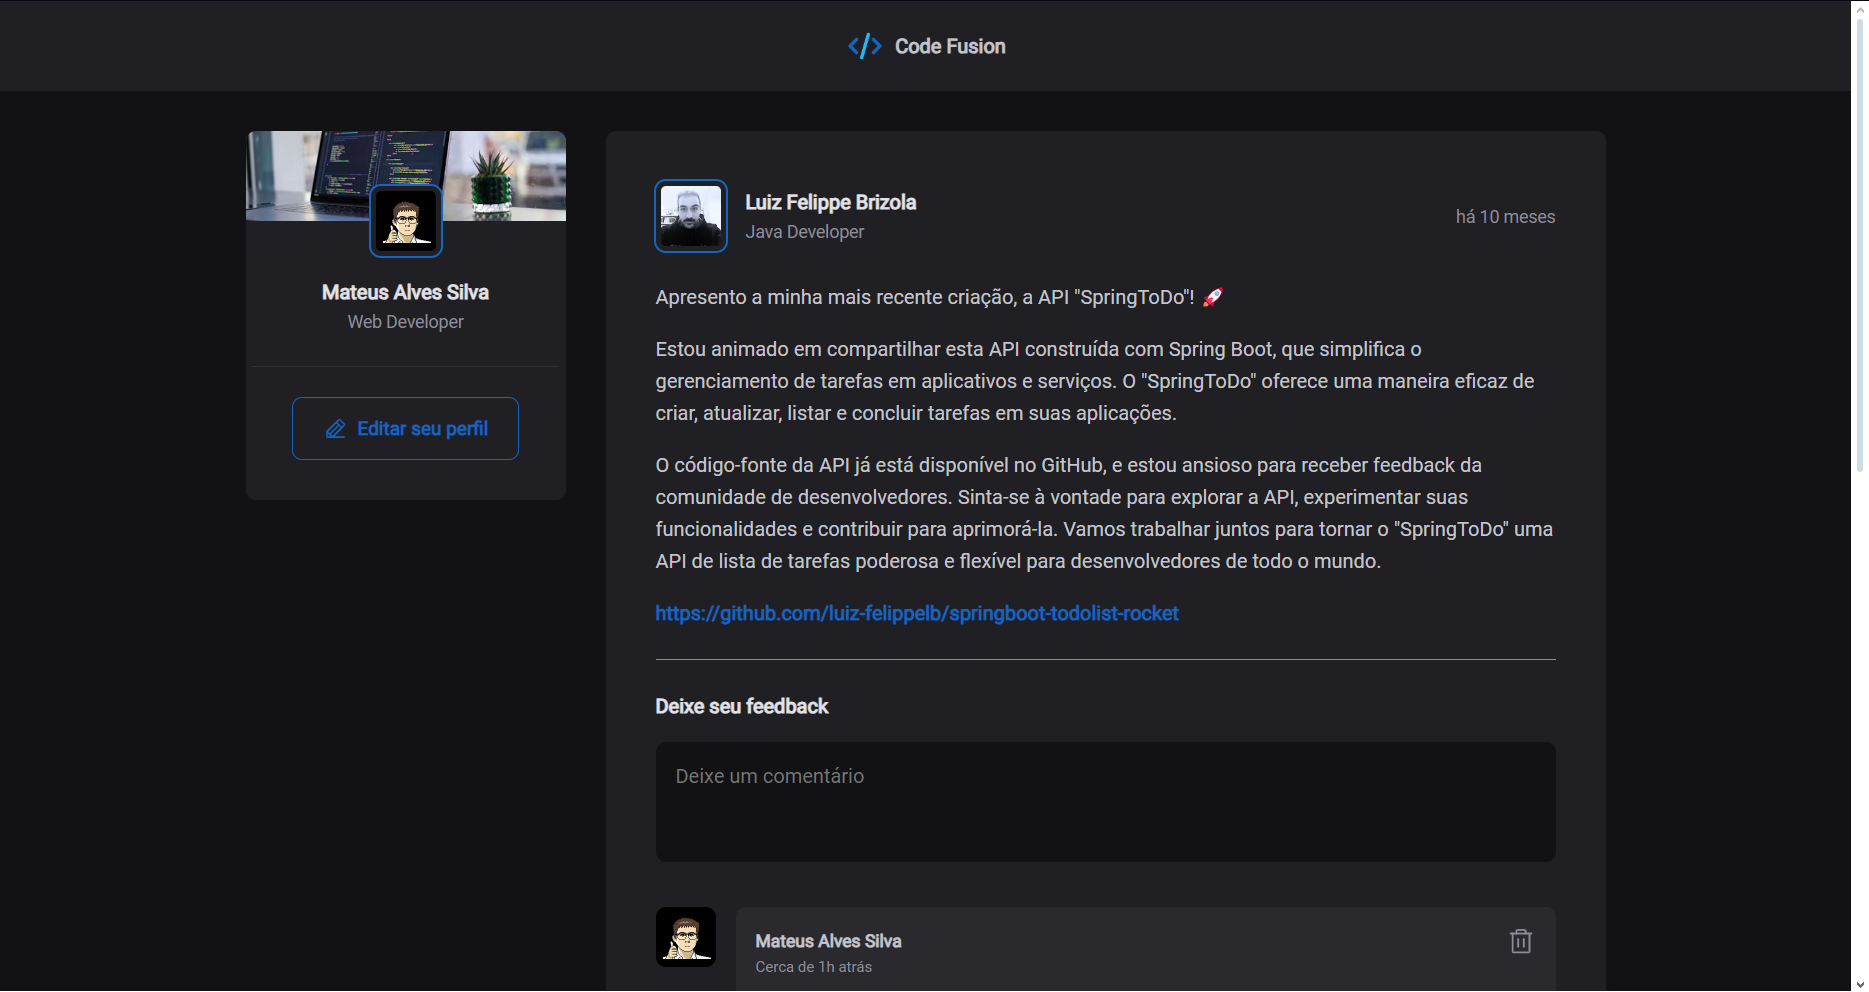 Code Fusion
Mateus Alves Silva
Web Developer
Editar seu perfil
Luiz Felippe Brizola
Java Developer
há 10 meses
Apresento a minha mais recente criação, a API "SpringToDo"! 🚀
Estou animado em compartilhar esta API construída com Spring Boot, que simplifica o
gerenciamento de tarefas em aplicativos e serviços. O "SpringToDo" oferece uma maneira eficaz de
criar, atualizar, listar e concluir tarefas em suas aplicações.
O código-fonte da API já está disponível no GitHub, e estou ansioso para receber feedback da
comunidade de desenvolvedores. Sinta-se à vontade para explorar a API, experimentar suas
funcionalidades e contribuir para aprimorá-la. Vamos trabalhar juntos para tornar o "SpringToDo" uma
API de lista de tarefas poderosa e flexível para desenvolvedores de todo o mundo.
https://github.com/luiz-felippelb/springboot-todolist-rocket
Deixe seu feedback
Deixe um comentário
Mateus Alves Silva
Cerca de 1h atrás